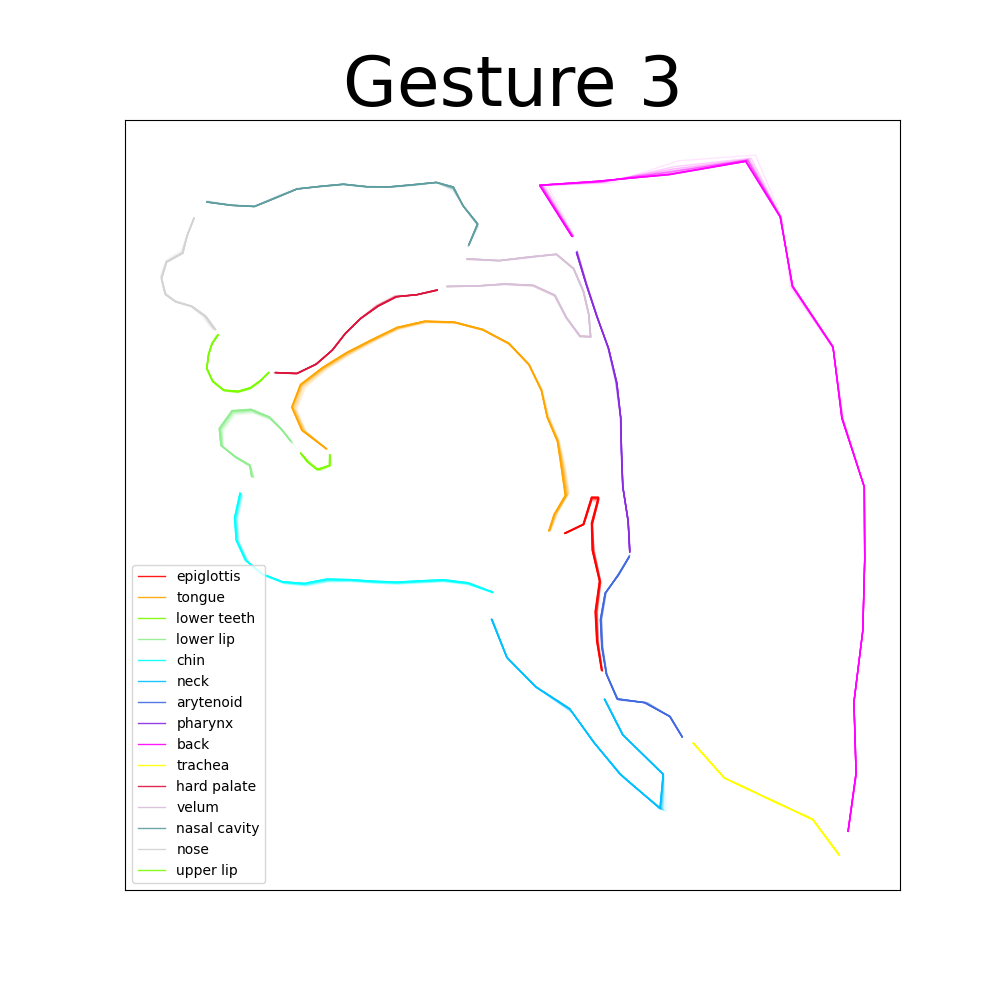 Gesture 3
epiglottis
tongue
lower teeth
lower lip
chin
neck
arytenoid
pharynx
back
trachea
hard palate
velum
nasal cavity
nose
upper lip